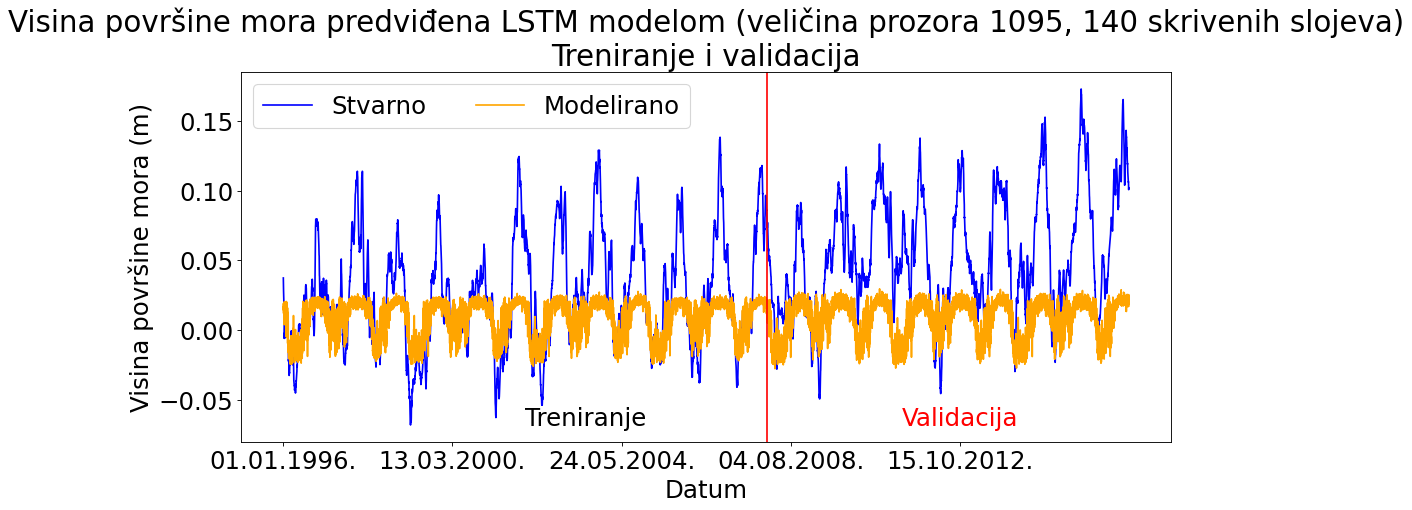 Visina površine mora predviđena LSTM modelom (veličina prozora 1095, 140 skrivenih slojeva)
Treniranje i validacija
Stvarno
Modelirano
Visina površine mora (m)
0.15
0.10
0.05
0.00
−0.05
Treniranje
Validacija
01.01.1996.
13.03.2000.
24.05.2004.
04.08.2008.
15.10.2012.
Datum